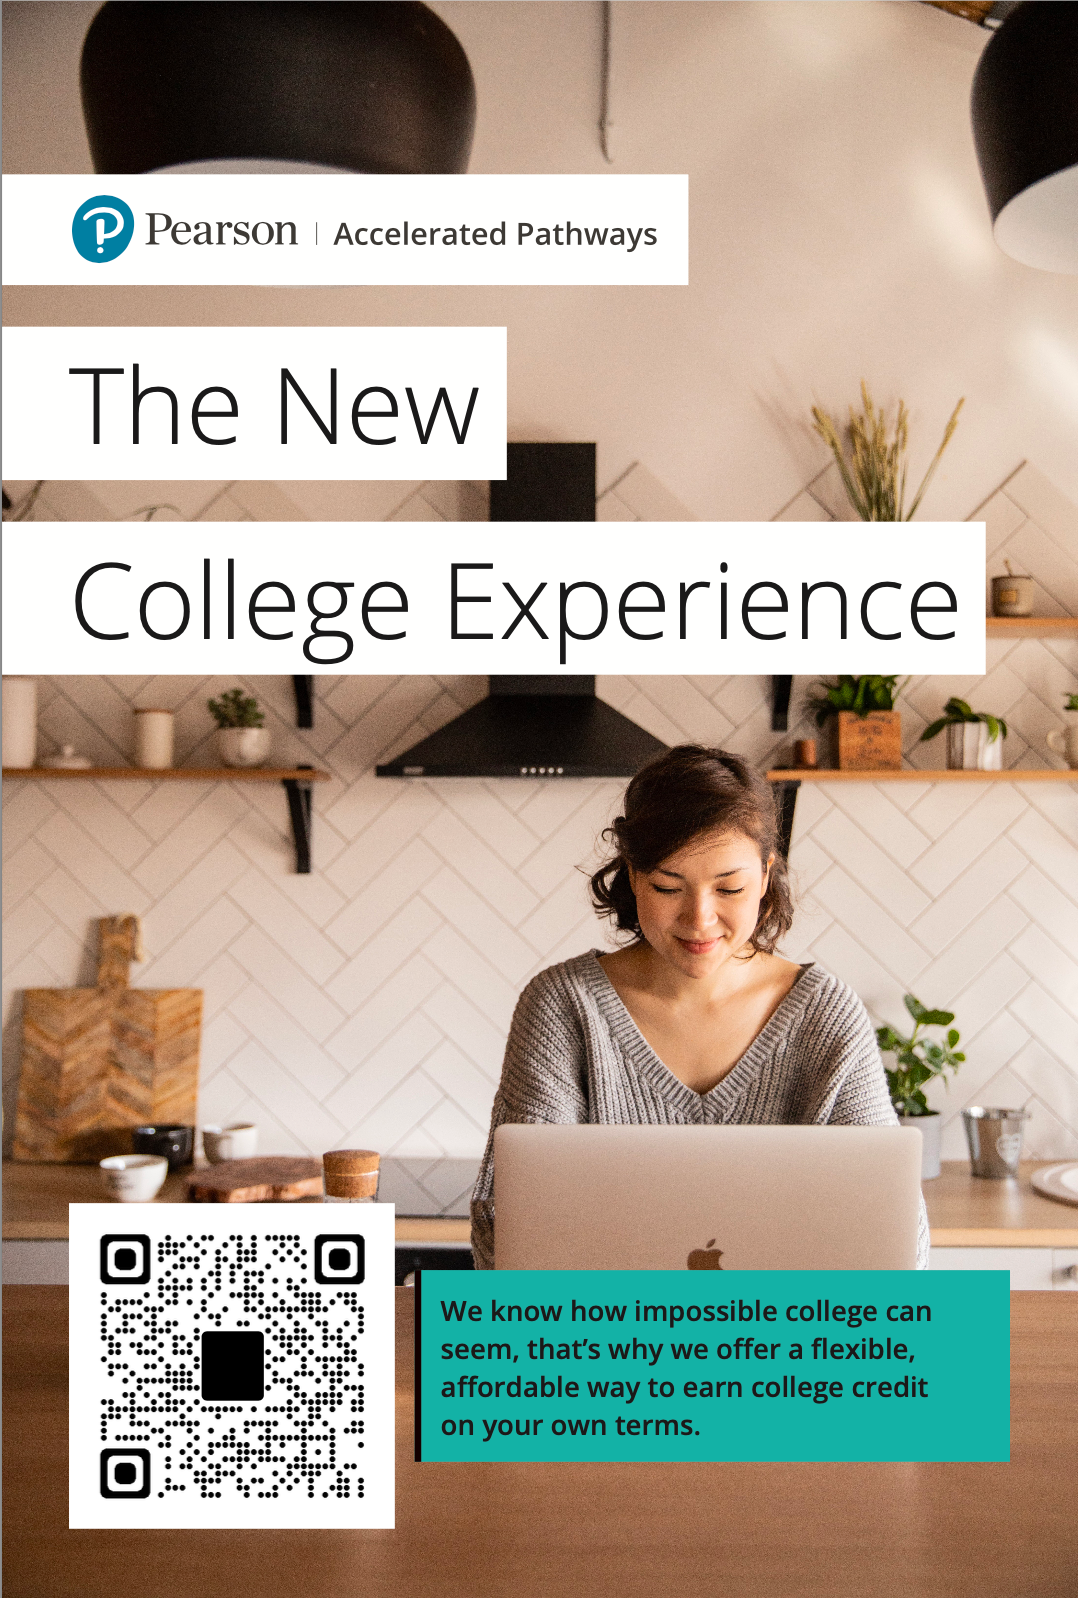 Pearson | Accelerated Pathways
The New
College Experience
We know how impossible college can
seem, that’s why we offer a flexible,
affordable way to earn college credit
on your own terms.